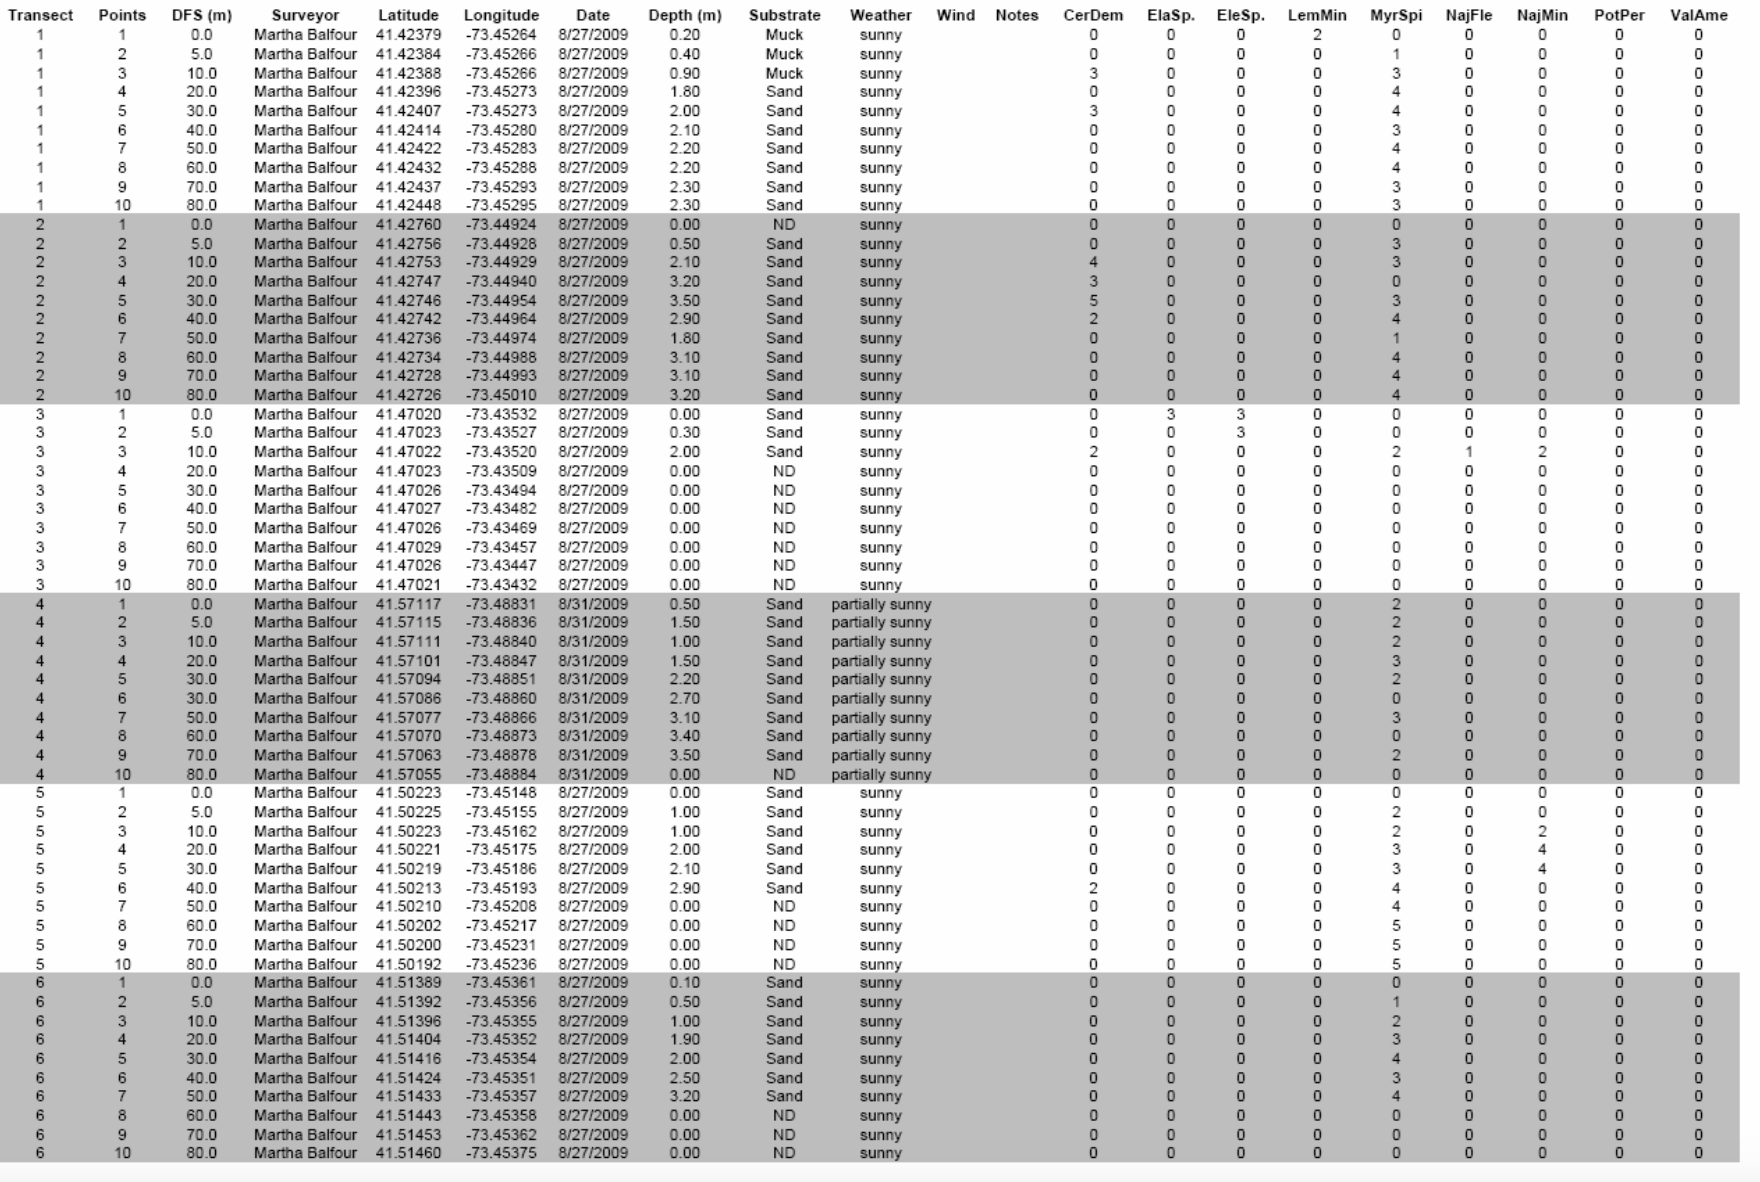 Transect Points DFS (m) Surveyor Latitude Longitude Date Depth (m) Substrate Weather Wind Notes CerDem ElaSp. EleSp. LemMin MyrSpi NajFle NajMin PotPer ValAme
1 1 0.0 Martha Balfour 41.42379 -73.45264 8/27/2009 0.20 Muck sunny 0 0 0 2 0 0 0 0 0
1 2 5.0 Martha Balfour 41.42384 -73.45266 8/27/2009 0.40 Muck sunny 0 0 0 0 1 0 0 0 0
1 3 10.0 Martha Balfour 41.42388 -73.45266 8/27/2009 0.90 Muck sunny 3 0 0 0 3 0 0 0 0
1 4 20.0 Martha Balfour 41.42396 -73.45273 8/27/2009 1.80 Sand sunny 0 0 0 0 4 0 0 0 0
1 5 30.0 Martha Balfour 41.42407 -73.45273 8/27/2009 2.00 Sand sunny 3 0 0 0 4 0 0 0 0
1 6 40.0 Martha Balfour 41.42414 -73.45280 8/27/2009 2.10 Sand sunny 0 0 0 0 3 0 0 0 0
1 7 50.0 Martha Balfour 41.42422 -73.45283 8/27/2009 2.20 Sand sunny 0 0 0 0 4 0 0 0 0
1 8 60.0 Martha Balfour 41.42432 -73.45288 8/27/2009 2.20 Sand sunny 0 0 0 0 4 0 0 0 0
1 9 70.0 Martha Balfour 41.42437 -73.45293 8/27/2009 2.30 Sand sunny 0 0 0 0 3 0 0 0 0
1 10 80.0 Martha Balfour 41.42448 -73.45295 8/27/2009 2.30 Sand sunny 0 0 0 0 3 0 0 0 0
2 1 0.0 Martha Balfour 41.42760 -73.44924 8/27/2009 0.00 ND sunny 0 0 0 0 0 0 0 0 0
2 2 5.0 Martha Balfour 41.42756 -73.44928 8/27/2009 0.50 Sand sunny 0 0 0 0 3 0 0 0 0
2 3 10.0 Martha Balfour 41.42753 -73.44929 8/27/2009 2.10 Sand sunny 4 0 0 0 3 0 0 0 0
2 4 20.0 Martha Balfour 41.42747 -73.44940 8/27/2009 3.20 Sand sunny 3 0 0 0 0 0 0 0 0
2 5 30.0 Martha Balfour 41.42746 -73.44954 8/27/2009 3.50 Sand sunny 5 0 0 0 3 0 0 0 0
2 6 40.0 Martha Balfour 41.42742 -73.44964 8/27/2009 2.90 Sand sunny 2 0 0 0 4 0 0 0 0
2 7 50.0 Martha Balfour 41.42736 -73.44974 8/27/2009 1.80 Sand sunny 0 0 0 0 1 0 0 0 0
2 8 60.0 Martha Balfour 41.42734 -73.44988 8/27/2009 3.10 Sand sunny 0 0 0 0 4 0 0 0 0
2 9 70.0 Martha Balfour 41.42728 -73.44993 8/27/2009 3.10 Sand sunny 0 0 0 0 4 0 0 0 0
2 10 80.0 Martha Balfour 41.42726 -73.45010 8/27/2009 3.20 Sand sunny 0 0 0 0 4 0 0 0 0
3 1 0.0 Martha Balfour 41.47020 -73.43532 8/27/2009 0.00 Sand sunny 0 3 3 0 0 0 0 0 0
3 2 5.0 Martha Balfour 41.47023 -73.43527 8/27/2009 0.30 Sand sunny 0 0 3 0 0 0 0 0 0
3 3 10.0 Martha Balfour 41.47022 -73.43520 8/27/2009 2.00 Sand sunny 2 0 0 0 2 1 2 0 0
3 4 20.0 Martha Balfour 41.47023 -73.43509 8/27/2009 0.00 ND sunny 0 0 0 0 0 0 0 0 0
3 5 30.0 Martha Balfour 41.47026 -73.43494 8/27/2009 0.00 ND sunny 0 0 0 0 0 0 0 0 0
3 6 40.0 Martha Balfour 41.47027 -73.43482 8/27/2009 0.00 ND sunny 0 0 0 0 0 0 0 0 0
3 7 50.0 Martha Balfour 41.47026 -73.43469 8/27/2009 0.00 ND sunny 0 0 0 0 0 0 0 0 0
3 8 60.0 Martha Balfour 41.47029 -73.43457 8/27/2009 0.00 ND sunny 0 0 0 0 0 0 0 0 0
3 9 70.0 Martha Balfour 41.47026 -73.43447 8/27/2009 0.00 ND sunny 0 0 0 0 0 0 0 0 0
3 10 80.0 Martha Balfour 41.47021 -73.43432 8/27/2009 0.00 ND sunny 0 0 0 0 0 0 0 0 0
4 1 0.0 Martha Balfour 41.57117 -73.48831 8/31/2009 0.50 Sand partially sunny 0 0 0 0 2 0 0 0 0
4 2 5.0 Martha Balfour 41.57115 -73.48836 8/31/2009 1.50 Sand partially sunny 0 0 0 0 2 0 0 0 0
4 3 10.0 Martha Balfour 41.57111 -73.48840 8/31/2009 1.00 Sand partially sunny 0 0 0 0 2 0 0 0 0
4 4 20.0 Martha Balfour 41.57101 -73.48847 8/31/2009 1.50 Sand partially sunny 0 0 0 0 3 0 0 0 0
4 5 30.0 Martha Balfour 41.57094 -73.48851 8/31/2009 2.20 Sand partially sunny 0 0 0 0 2 0 0 0 0
4 6 30.0 Martha Balfour 41.57086 -73.48860 8/31/2009 2.70 Sand partially sunny 0 0 0 0 0 0 0 0 0
4 7 50.0 Martha Balfour 41.57077 -73.48866 8/31/2009 3.10 Sand partially sunny 0 0 0 0 3 0 0 0 0
4 8 60.0 Martha Balfour 41.57070 -73.48873 8/31/2009 3.40 Sand partially sunny 0 0 0 0 0 0 0 0 0
4 9 70.0 Martha Balfour 41.57063 -73.48878 8/31/2009 3.50 Sand partially sunny 0 0 0 0 2 0 0 0 0
4 10 80.0 Martha Balfour 41.57055 -73.48884 8/31/2009 0.00 ND partially sunny 0 0 0 0 0 0 0 0 0
5 1 0.0 Martha Balfour 41.50223 -73.45148 8/27/2009 0.00 Sand sunny 0 0 0 0 0 0 0 0 0
5 2 5.0 Martha Balfour 41.50225 -73.45155 8/27/2009 1.00 Sand sunny 0 0 0 0 2 0 0 0 0
5 3 10.0 Martha Balfour 41.50223 -73.45162 8/27/2009 1.00 Sand sunny 0 0 0 0 2 0 2 0 0
5 4 20.0 Martha Balfour 41.50221 -73.45175 8/27/2009 2.00 Sand sunny 0 0 0 0 3 0 4 0 0
5 5 30.0 Martha Balfour 41.50219 -73.45186 8/27/2009 2.10 Sand sunny 0 0 0 0 3 0 4 0 0
5 6 40.0 Martha Balfour 41.50213 -73.45193 8/27/2009 2.90 Sand sunny 2 0 0 0 4 0 0 0 0
5 7 50.0 Martha Balfour 41.50210 -73.45208 8/27/2009 0.00 ND sunny 0 0 0 0 4 0 0 0 0
5 8 60.0 Martha Balfour 41.50202 -73.45217 8/27/2009 0.00 ND sunny 0 0 0 0 5 0 0 0 0
5 9 70.0 Martha Balfour 41.50200 -73.45231 8/27/2009 0.00 ND sunny 0 0 0 0 5 0 0 0 0
5 10 80.0 Martha Balfour 41.50192 -73.45236 8/27/2009 0.00 ND sunny 0 0 0 0 5 0 0 0 0
6 1 0.0 Martha Balfour 41.51389 -73.45361 8/27/2009 0.10 Sand sunny 0 0 0 0 0 0 0 0 0
6 2 5.0 Martha Balfour 41.51392 -73.45356 8/27/2009 0.50 Sand sunny 0 0 0 0 1 0 0 0 0
6 3 10.0 Martha Balfour 41.51396 -73.45355 8/27/2009 1.00 Sand sunny 0 0 0 0 2 0 0 0 0
6 4 20.0 Martha Balfour 41.51404 -73.45352 8/27/2009 1.90 Sand sunny 0 0 0 0 3 0 0 0 0
6 5 30.0 Martha Balfour 41.51416 -73.45354 8/27/2009 2.00 Sand sunny 0 0 0 0 4 0 0 0 0
6 6 40.0 Martha Balfour 41.51424 -73.45351 8/27/2009 2.50 Sand sunny 0 0 0 0 3 0 0 0 0
6 7 50.0 Martha Balfour 41.51433 -73.45357 8/27/2009 3.20 Sand sunny 0 0 0 0 4 0 0 0 0
6 8 60.0 Martha Balfour 41.51443 -73.45358 8/27/2009 0.00 ND sunny 0 0 0 0 0 0 0 0 0
6 9 70.0 Martha Balfour 41.51453 -73.45362 8/27/2009 0.00 ND sunny 0 0 0 0 0 0 0 0 0
6 10 80.0 Martha Balfour 41.51460 -73.45375 8/27/2009 0.00 ND sunny 0 0 0 0 0 0 0 0 0